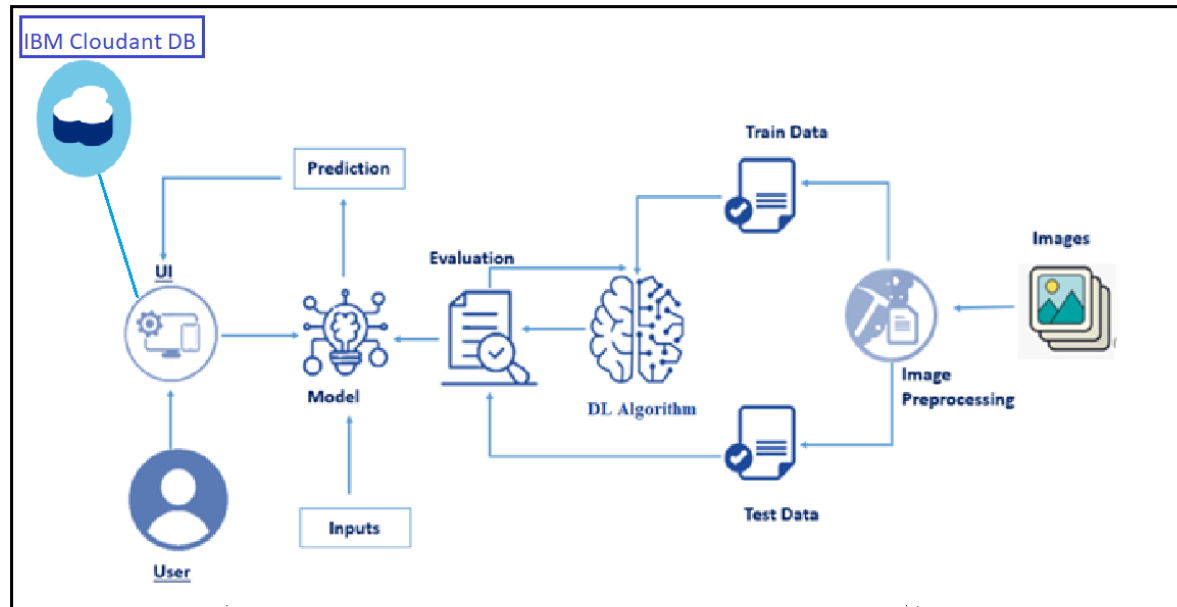 IBM Cloudant DB
Train Data
Prediction
Images
Evaluation
UI
Image
Preprocessing
Model
DL Algorithm
Inputs
Test Data
User